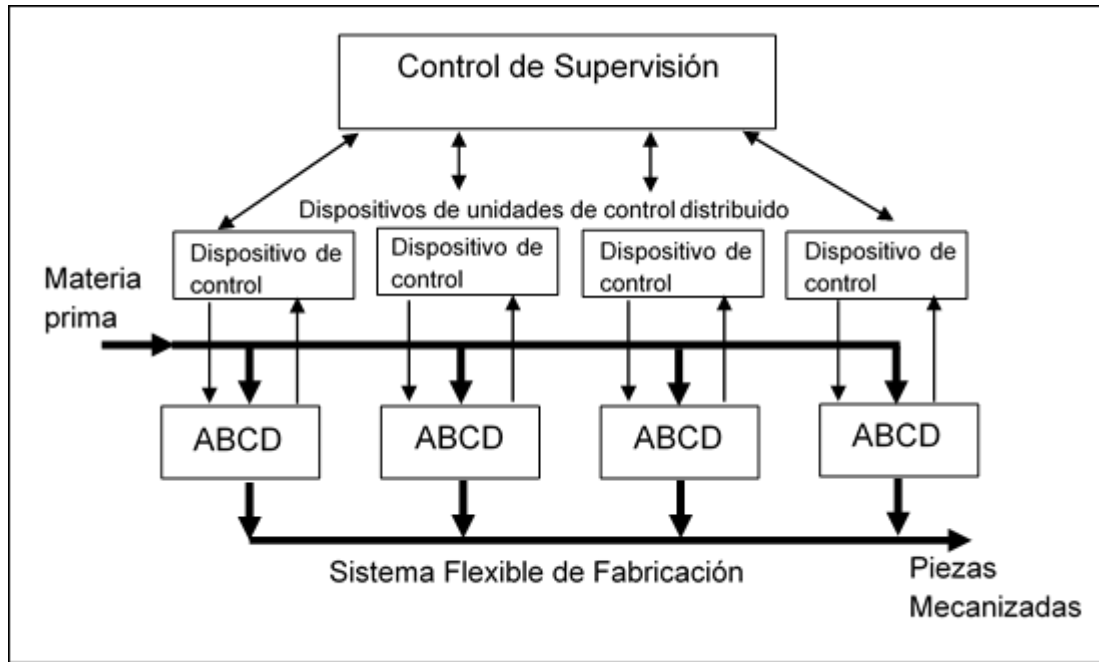 Control de Supervisión
Dispositivos de unidades de control distribuido
Dispositivo de
control
Dispositivo de
control
Dispositivo de
control
Dispositivo de
control
Materia
prima
ABCD
ABCD
ABCD
ABCD
Sistema Flexible de Fabricación
Piezas
Mecanizadas